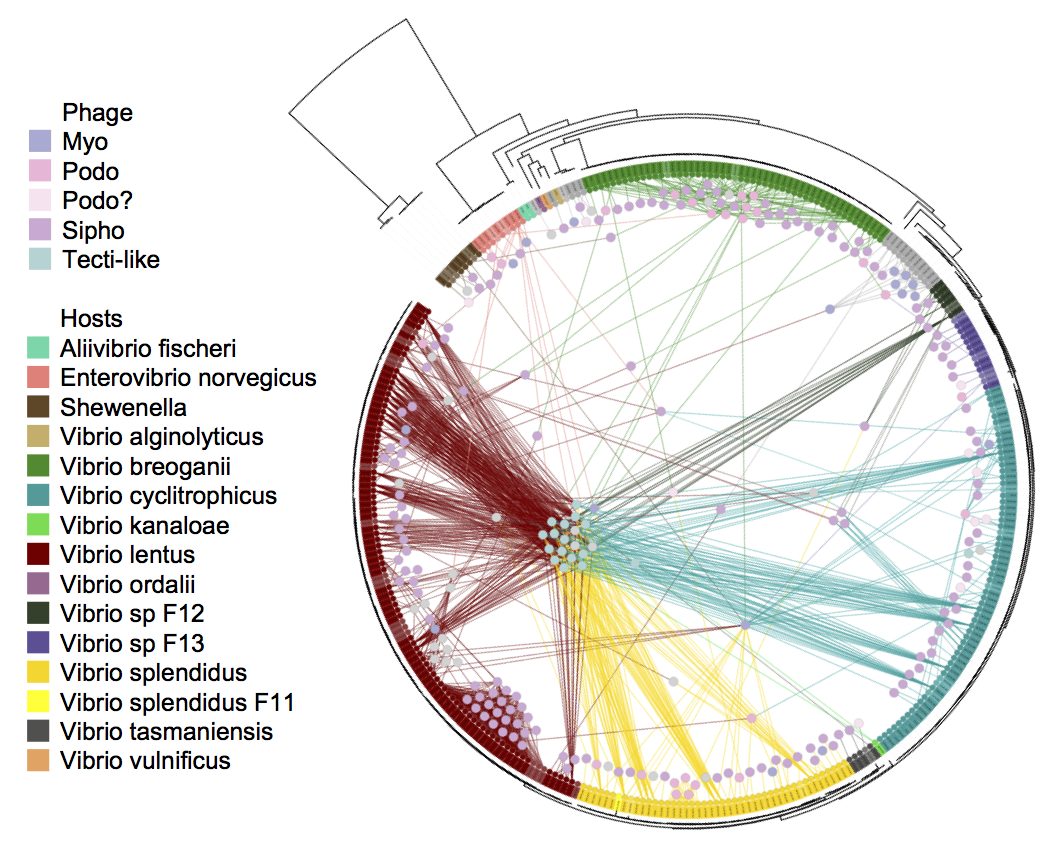 Phage
Myo
Podo
Podo?
Sipho
Tecti-like
Hosts
Aliivibrio fischeri
Enterovibrio norvegicus
Shewenella
Vibrio alginolyticus
Vibrio breoganii
Vibrio cyclitrophicus
Vibrio kanaloae
Vibrio lentus
Vibrio ordalii
Vibrio sp F12
Vibrio sp F13
Vibrio splendidus
Vibrio splendidus F11
Vibrio tasmaniensis
Vibrio vulnificus